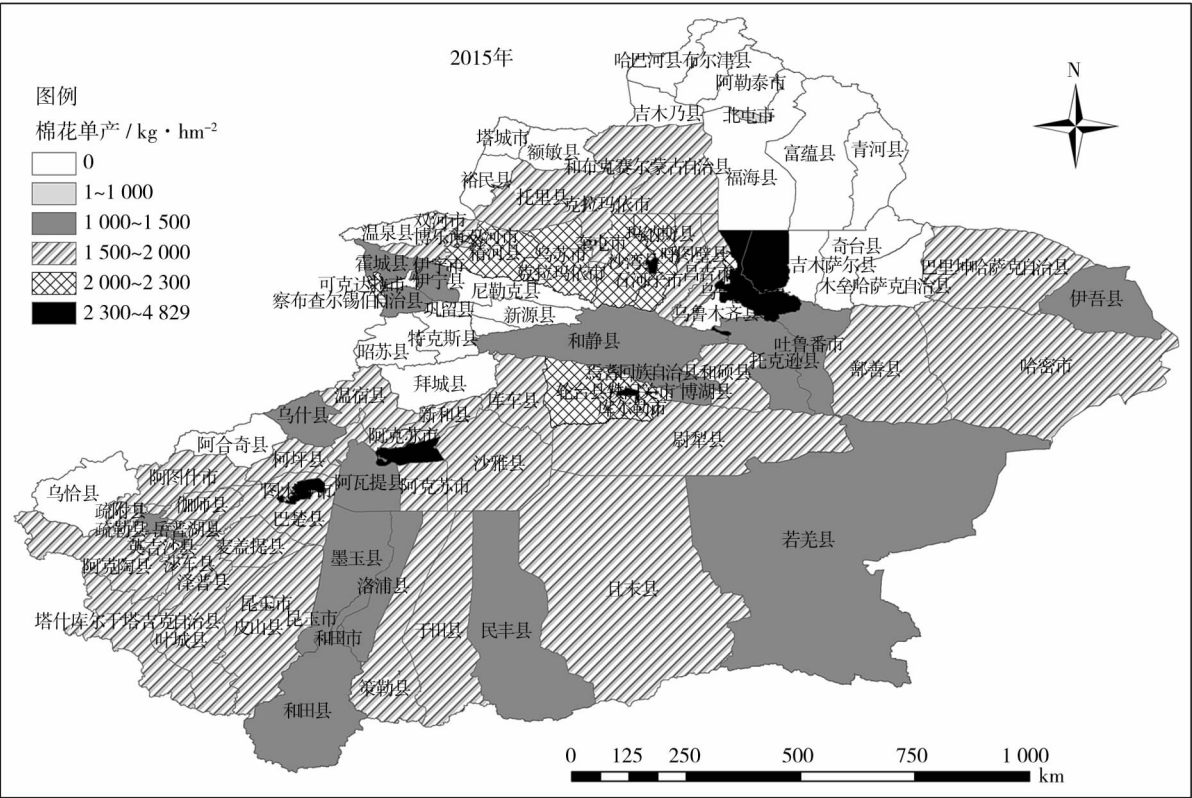 2015年
N
图例
棉花单产 / kg·hm⁻²
0
1~1 000
1 000~1 500
1 500~2 000
2 000~2 300
2 300~4 829
哈巴河县
布尔津县
阿勒泰市
吉木乃县
北屯市
富蕴县
青河县
福海县
塔城市
额敏县
和布克赛尔蒙古自治县
裕民县
托里县
克拉玛依市
双河市
温泉县
玛纳斯县
呼图壁县
乌苏市
精河县
奇台县
吉木萨尔县
木垒哈萨克自治县
巴里坤哈萨克自治县
伊吾县
霍城县
伊宁市
伊宁县
察布查尔锡伯自治县
尼勒克县
巩留县
新源县
特克斯县
昭苏县
乌鲁木齐县
和静县
吐鲁番市
托克逊县
鄯善县
哈密市
焉耆回族自治县
和硕县
博湖县
轮台县
库尔勒市
拜城县
温宿县
库车县
新和县
乌什县
阿克苏市
尉犁县
阿合奇县
柯坪县
沙雅县
阿瓦提县
阿克苏市
阿图什市
乌恰县
伽师县
疏附县
疏勒县
岳普湖县
巴楚县
英吉沙县
麦盖提县
阿克陶县
莎车县
泽普县
墨玉县
洛浦县
若羌县
且末县
塔什库尔干塔吉克自治县
叶城县
昆玉市
皮山县
昆玉市
和田市
于田县
民丰县
策勒县
和田县
0
125
250
500
750
1 000
km